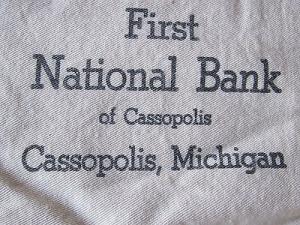 First
National Bank
of Cassopolis
Cassopolis, Michigan